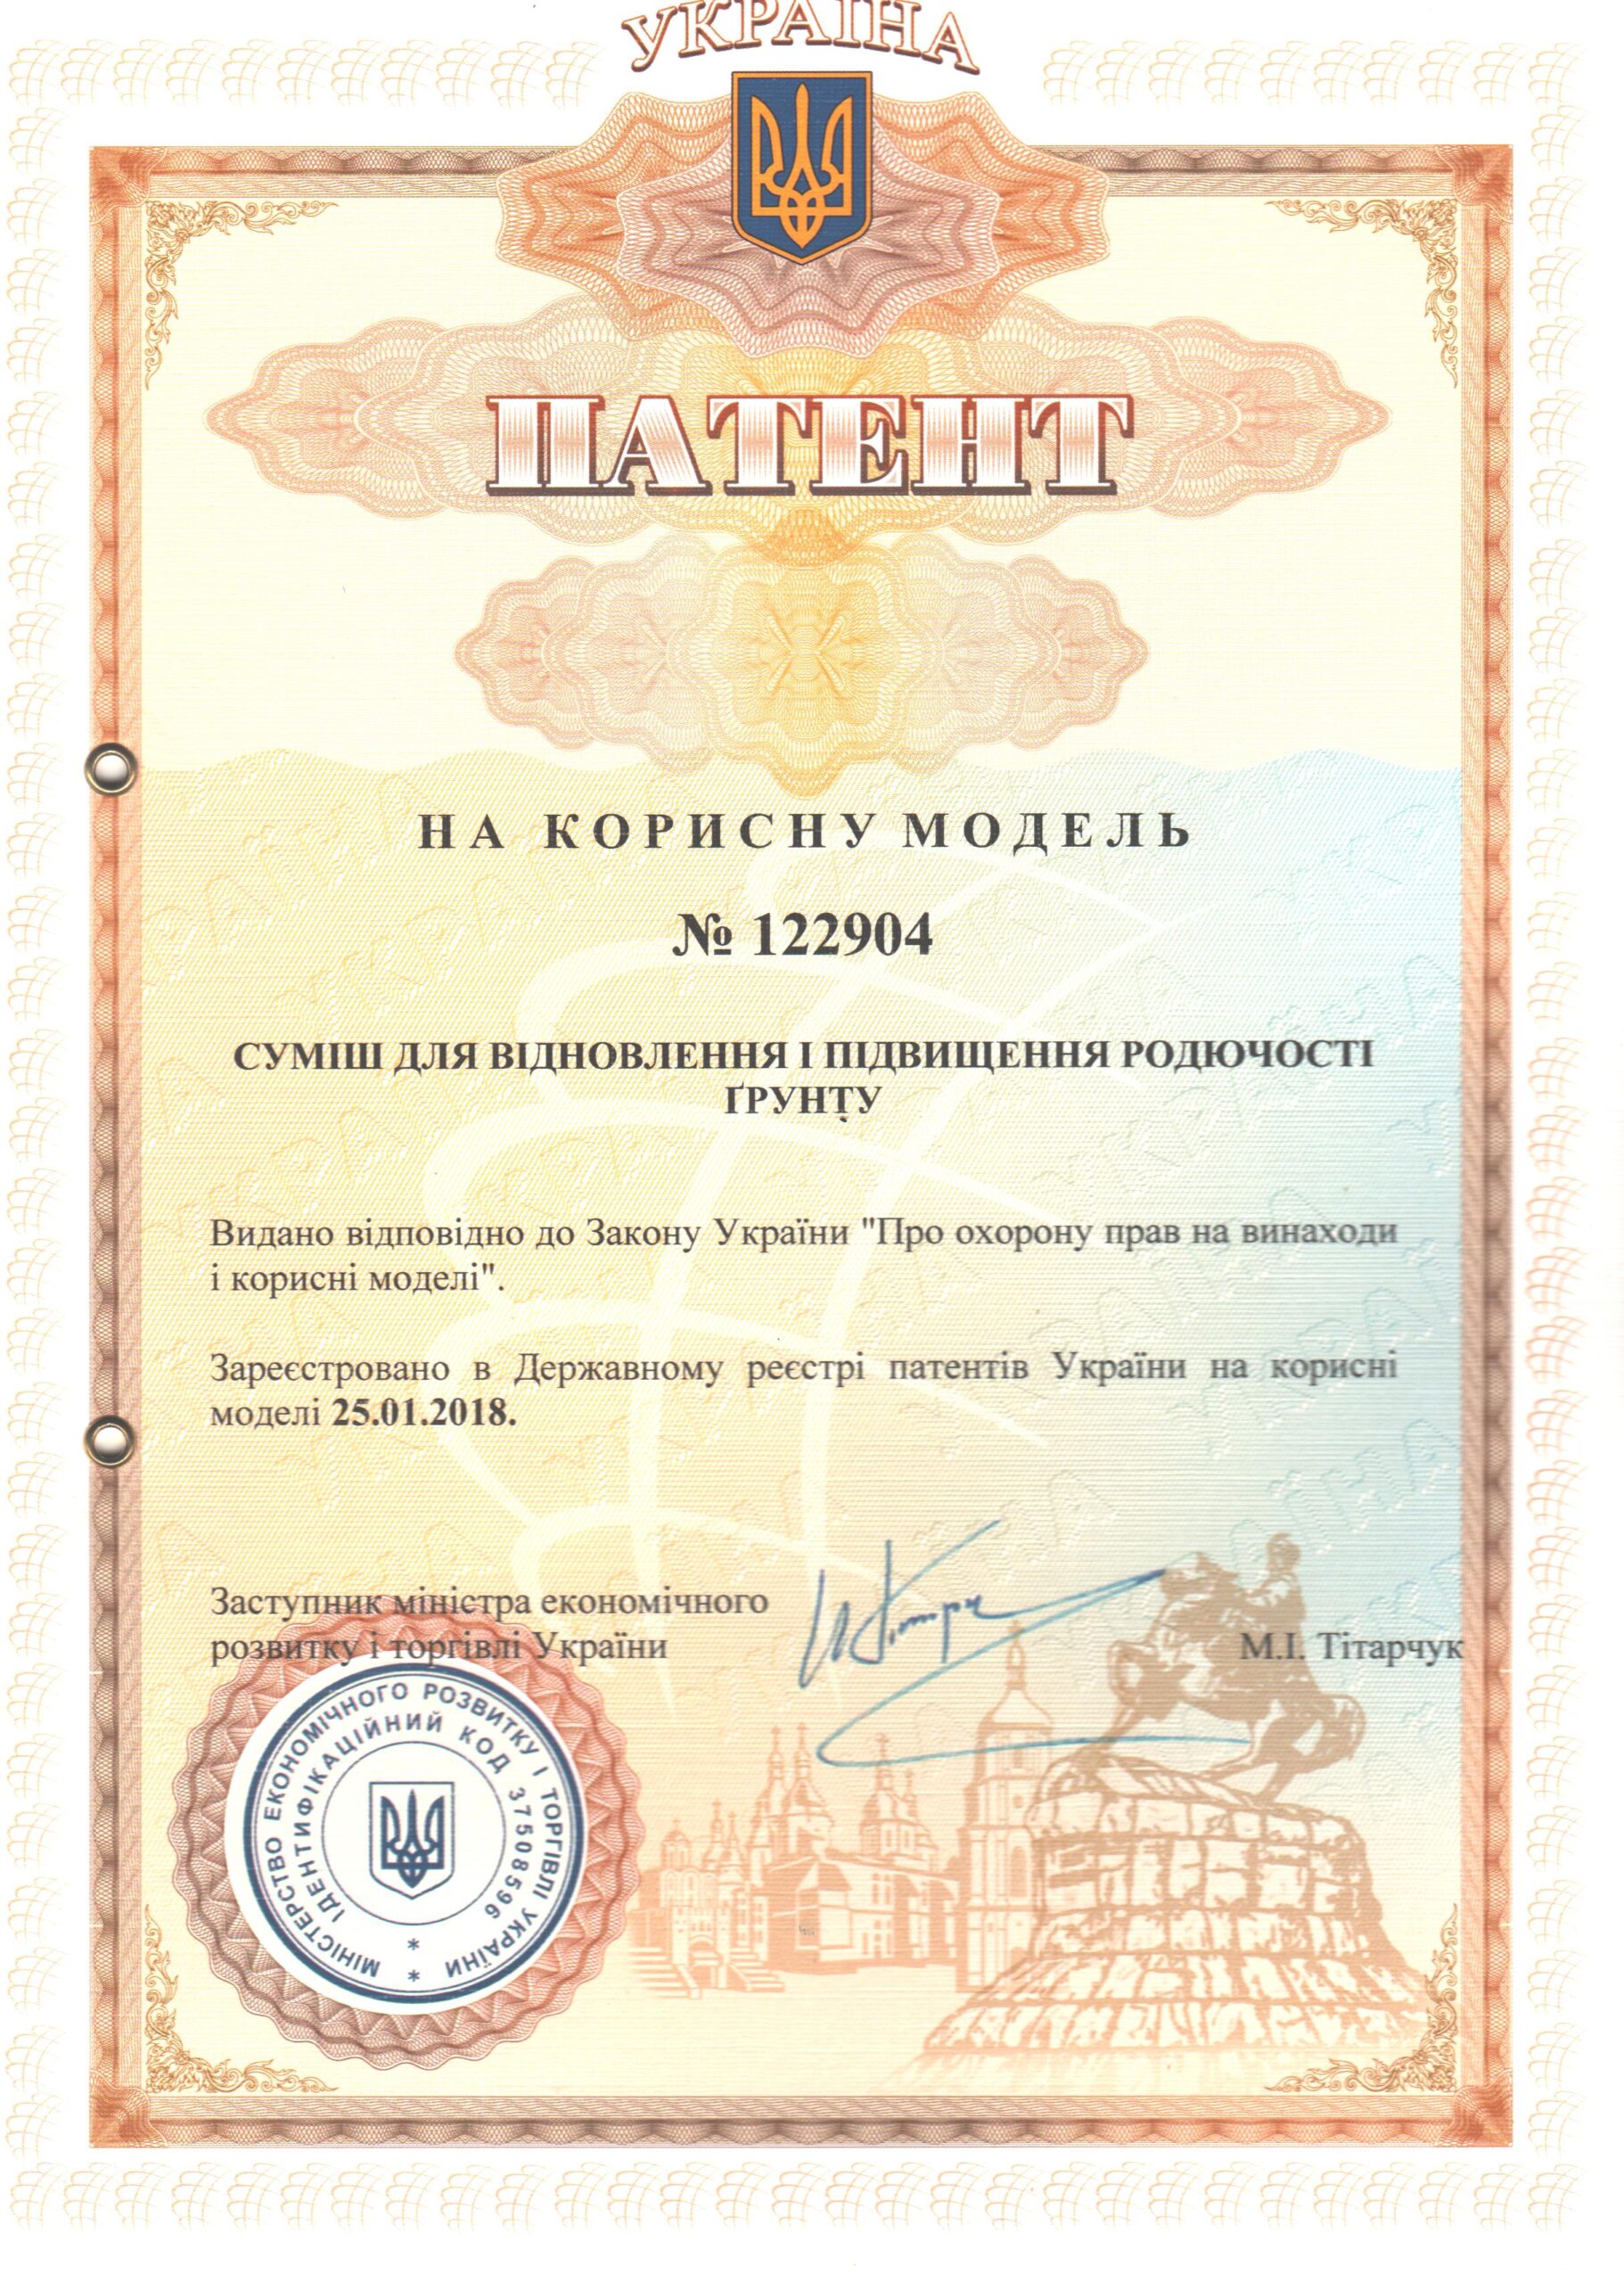 УКРАЇНА
ПАТЕНТ
НА КОРИСНУ МОДЕЛЬ
№ 122904
СУМІШ ДЛЯ ВІДНОВЛЕННЯ І ПІДВИЩЕННЯ РОДЮЧОСТІ
ҐРУНТУ
Видано відповідно до Закону України "Про охорону прав на винаходи
і корисні моделі".
Зареєстровано в Державному реєстрі патентів України на корисні
моделі 25.01.2018.
Заступник міністра економічного
розвитку і торгівлі України
М.І. Тітарчук
МІНІСТЕРСТВО ЕКОНОМІЧНОГО РОЗВИТКУ І ТОРГІВЛІ УКРАЇНИ *
ІДЕНТИФІКАЦІЙНИЙ КОД 37508596 *